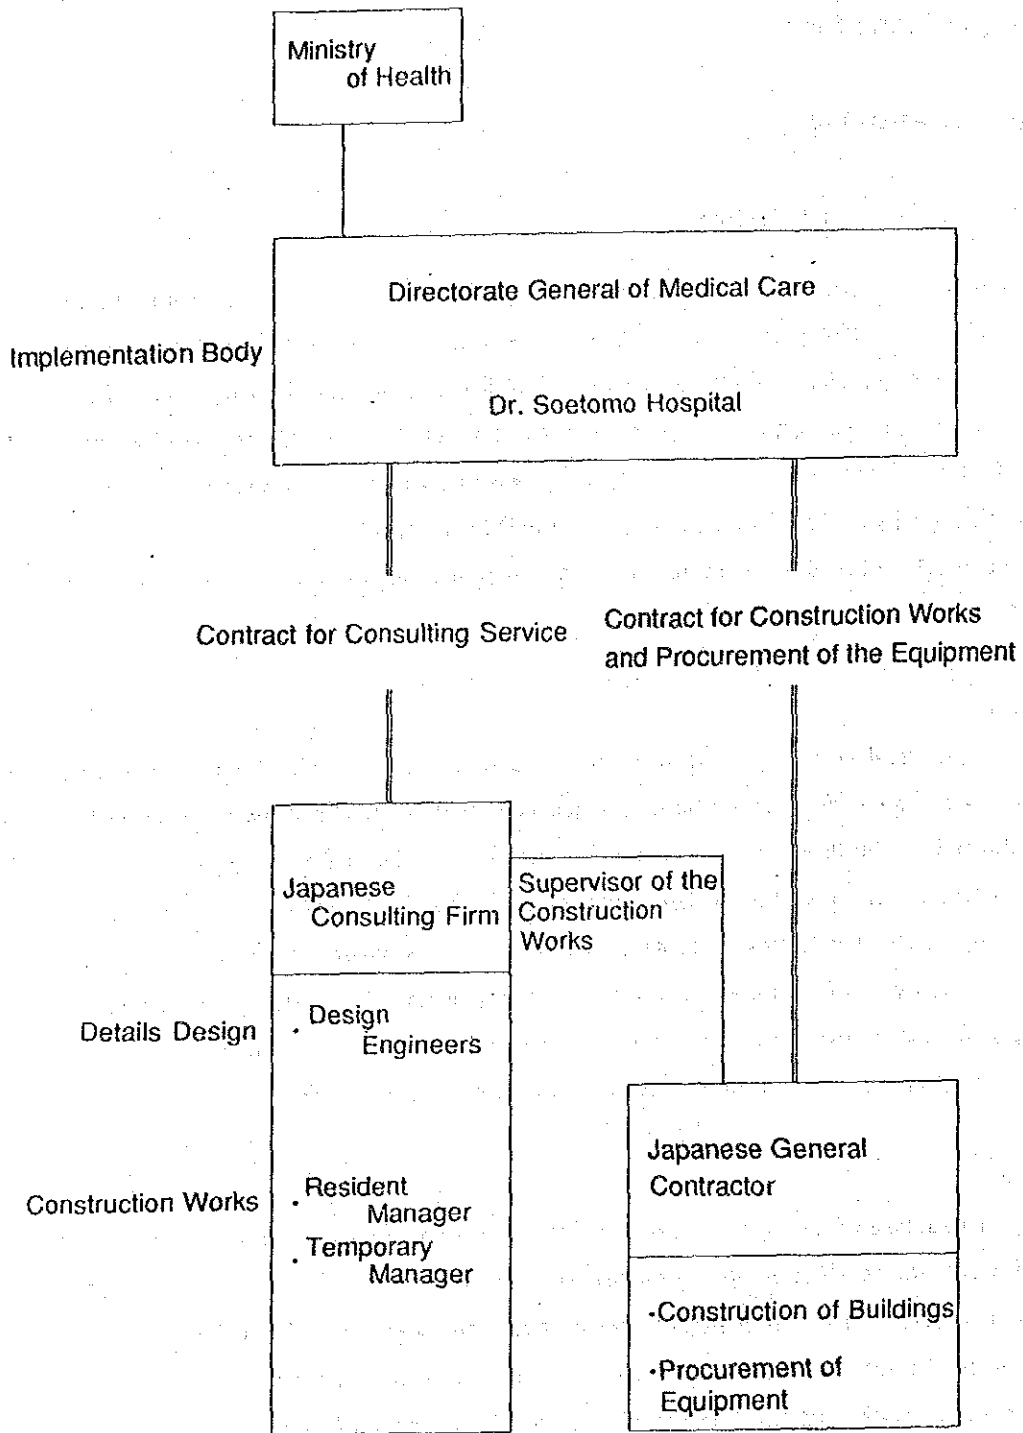 Ministry
of Health
Directorate General of Medical Care
Implementation Body
Dr. Soetomo Hospital
Contract for Consulting Service
Contract for Construction Works
and Procurement of the Equipment
Japanese
Consulting Firm
Supervisor of the
Construction
Works
Details Design
· Design
Engineers
Construction Works
· Resident
Manager
· Temporary
Manager
Japanese General
Contractor
·Construction of Buildings
·Procurement of
Equipment